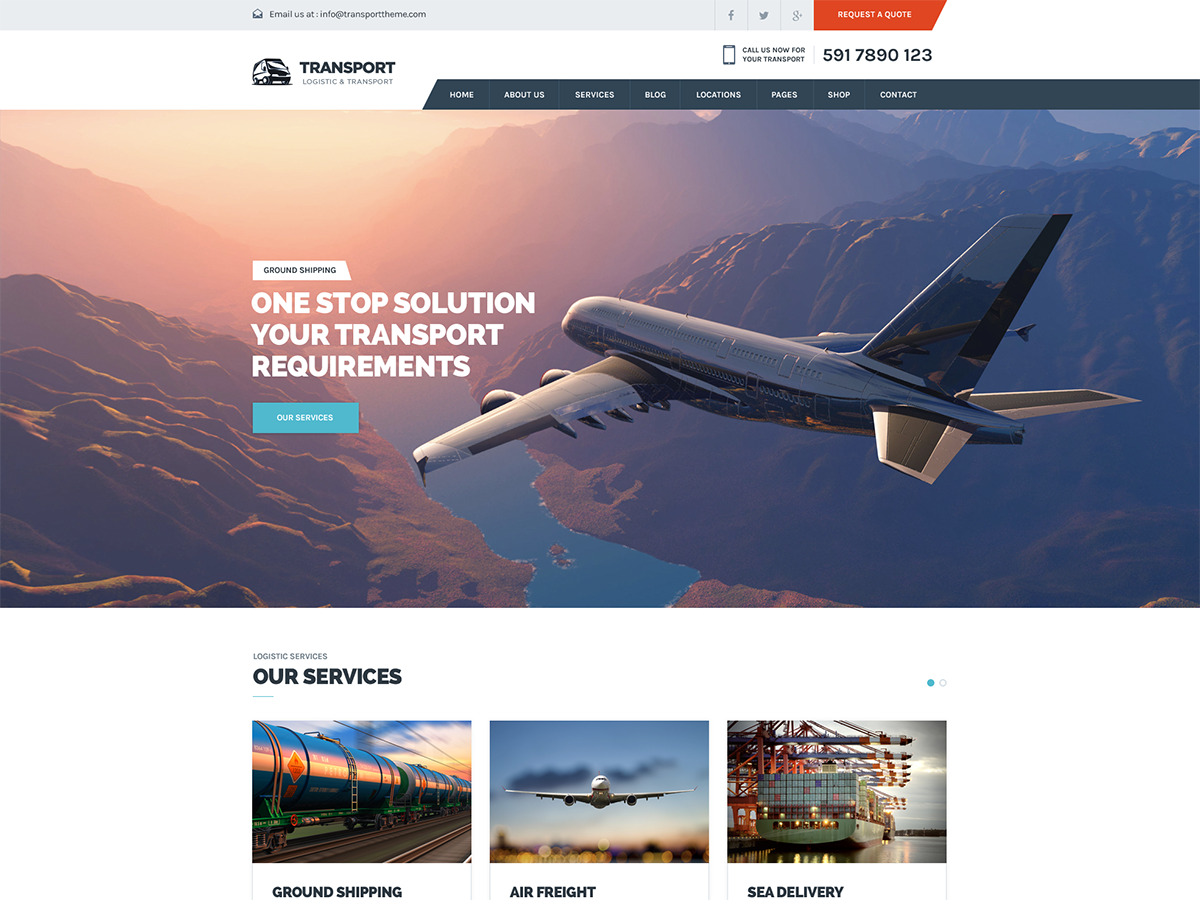 Email us at : info@transporttheme.com
REQUEST A QUOTE
TRANSPORT
LOGISTIC & TRANSPORT
CALL US NOW FOR
YOUR TRANSPORT
591 7890 123
HOME ABOUT US SERVICES BLOG LOCATIONS PAGES SHOP CONTACT
GROUND SHIPPING
ONE STOP SOLUTION
YOUR TRANSPORT
REQUIREMENTS
OUR SERVICES
LOGISTIC SERVICES
OUR SERVICES
GROUND SHIPPING
AIR FREIGHT
SEA DELIVERY